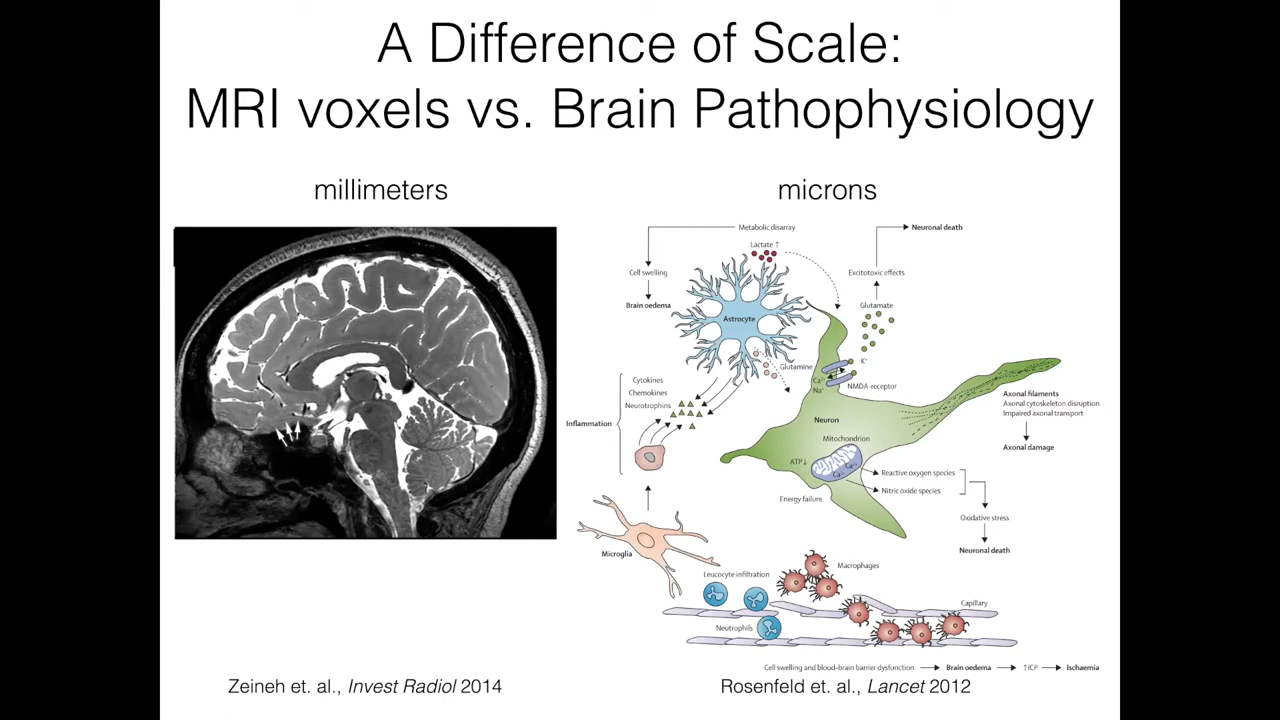 A Difference of Scale:
MRI voxels vs. Brain Pathophysiology
millimeters
microns
Metabolic disarray
Lactate ↑
Cell swelling
Brain oedema
Astrocyte
Neuronal death
Excitotoxic effects
Glutamate
Glutamine
K⁺
Ca²⁺
Na⁺
NMDA-receptor
Cytokines
Chemokines
Neurotrophins
Inflammation
Neuron
Axonal filaments
Axonal cytoskeleton disruption
Impaired axonal transport
Axonal damage
Mitochondrion
ATP↓
Ca²⁺
Ca²⁺
Energy failure
Reactive oxygen species
Nitric oxide species
Oxidative stress
Neuronal death
Microglia
Leucocyte infiltration
Macrophages
Neutrophils
Capillary
Cell swelling and blood–brain barrier dysfunction → Brain oedema → ↑ICP → Ischaemia
Zeineh et. al., Invest Radiol 2014
Rosenfeld et. al., Lancet 2012